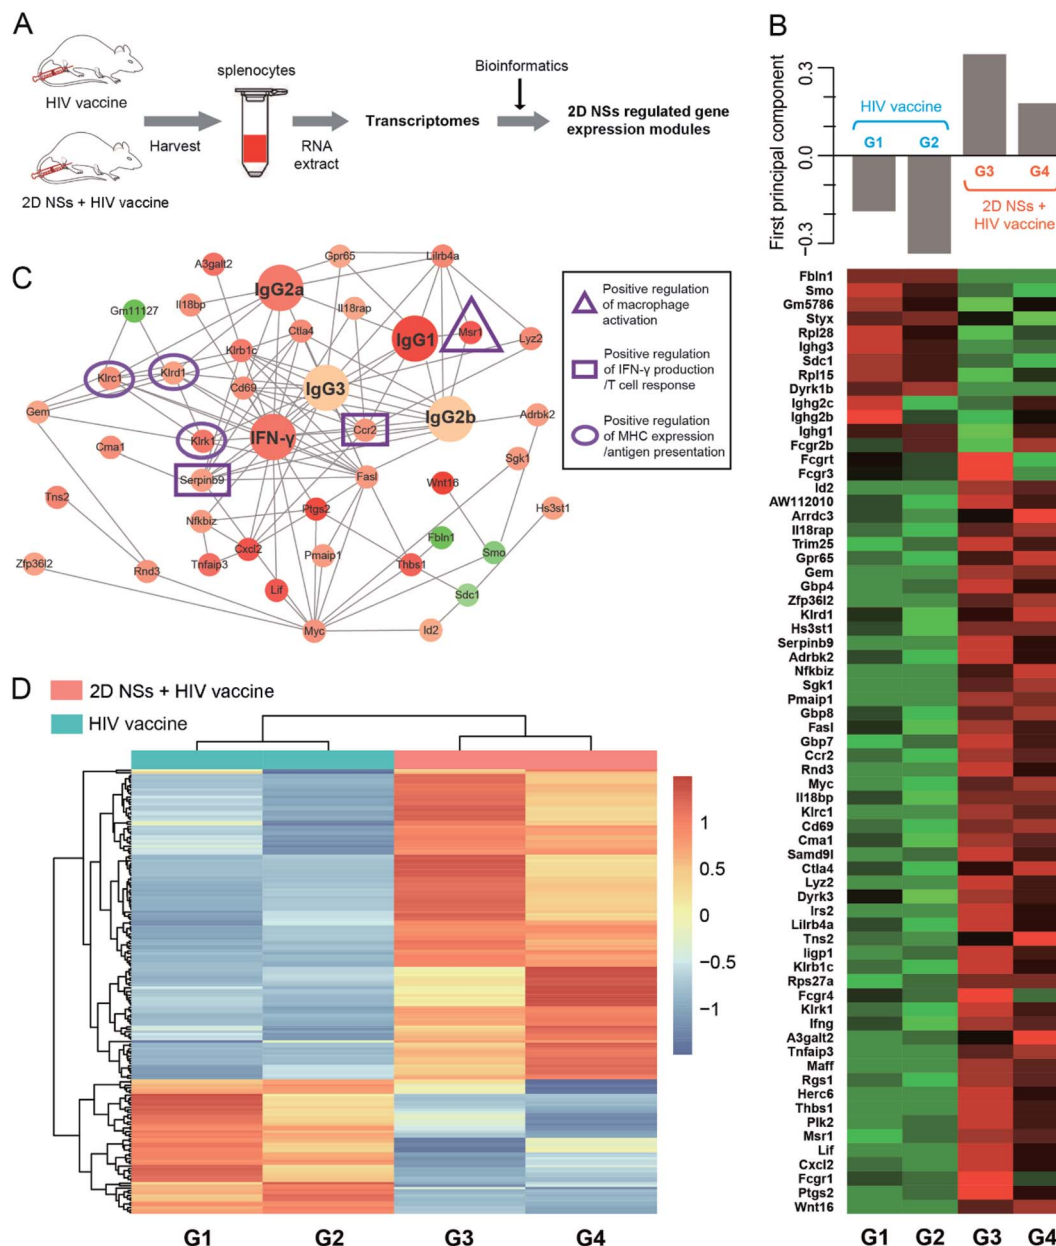 A
HIV vaccine
2D NSs + HIV vaccine
Harvest
splenocytes
RNA
extract
Transcriptomes
Bioinformatics
2D NSs regulated gene
expression modules
B
First principal component
0.3
0.0
−0.3
HIV vaccine
G1
G2
G3
G4
2D NSs +
HIV vaccine
Fbln1
Smo
Gm5786
Styx
Rpl28
Ighg3
Sdc1
Rpl15
Dyrk1b
Ighg2c
Ighg2b
Ighg1
Fcgr2b
Fcgrt
Fcgr3
Id2
AW112010
Arrdc3
Il18rap
Trim25
Gpr65
Gem
Gbp4
Zfp36l2
Klrd1
Hs3st1
Serpinb9
Adrbk2
Nfkbiz
Sgk1
Pmaip1
Gbp8
Fasl
Gbp7
Ccr2
Rnd3
Myc
Il18bp
Klrc1
Cd69
Cma1
Samd9l
Ctla4
Lyz2
Dyrk3
Irs2
Lilrb4a
Tns2
Iigp1
Klrb1c
Rps27a
Fcgr4
Klrk1
Ifng
A3galt2
Tnfaip3
Maff
Rgs1
Herc6
Thbs1
Plk2
Msr1
Lif
Cxcl2
Fcgr1
Ptgs2
Wnt16
G1 G2 G3 G4
C
A3galt2
Gpr65
Lilrb4a
IgG2a
Gm11127
Il18bp
Il18rap
Ctla4
IgG1
Msr1
Lyz2
Klrb1c
Klrc1
Klrd1
Cd69
IgG3
Gem
IgG2b
Adrbk2
Ccr2
Cma1
Klrk1
IFN-γ
Sgk1
Serpinb9
Fasl
Wnt16
Tns2
Ptgs2
Hs3st1
Nfkbiz
Fbln1
Cxcl2
Pmaip1
Smo
Zfp36l2
Rnd3
Tnfaip3
Thbs1
Lif
Sdc1
Myc
Id2
Positive regulation
of macrophage
activation
Positive regulation
of IFN-γ production
/T cell response
Positive regulation
of MHC expression
/antigen presentation
D
2D NSs + HIV vaccine
HIV vaccine
1
0.5
0
−0.5
−1
G1 G2 G3 G4